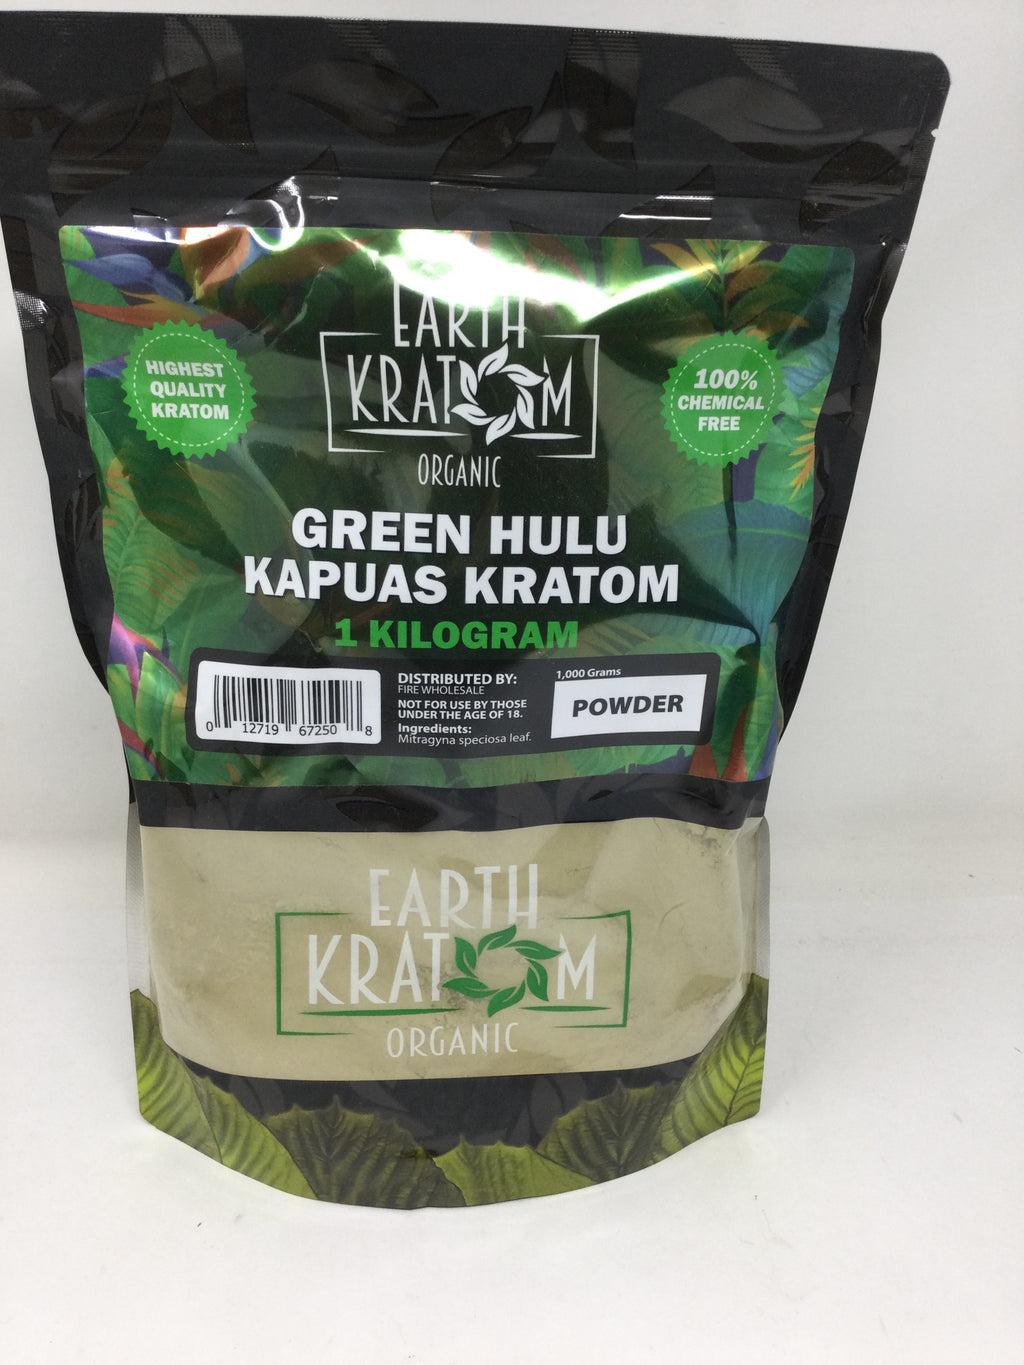 EARTH
KRATOM
ORGANIC
HIGHEST
QUALITY
KRATOM
100%
CHEMICAL
FREE
GREEN HULU
KAPUAS KRATOM
1 KILOGRAM
0 12719 67250 8
DISTRIBUTED BY:
FIRE WHOLESALE
NOT FOR USE BY THOSE
UNDER THE AGE OF 18.
Ingredients:
Mitragyna speciosa leaf.
1,000 Grams
POWDER
EARTH
KRATOM
ORGANIC